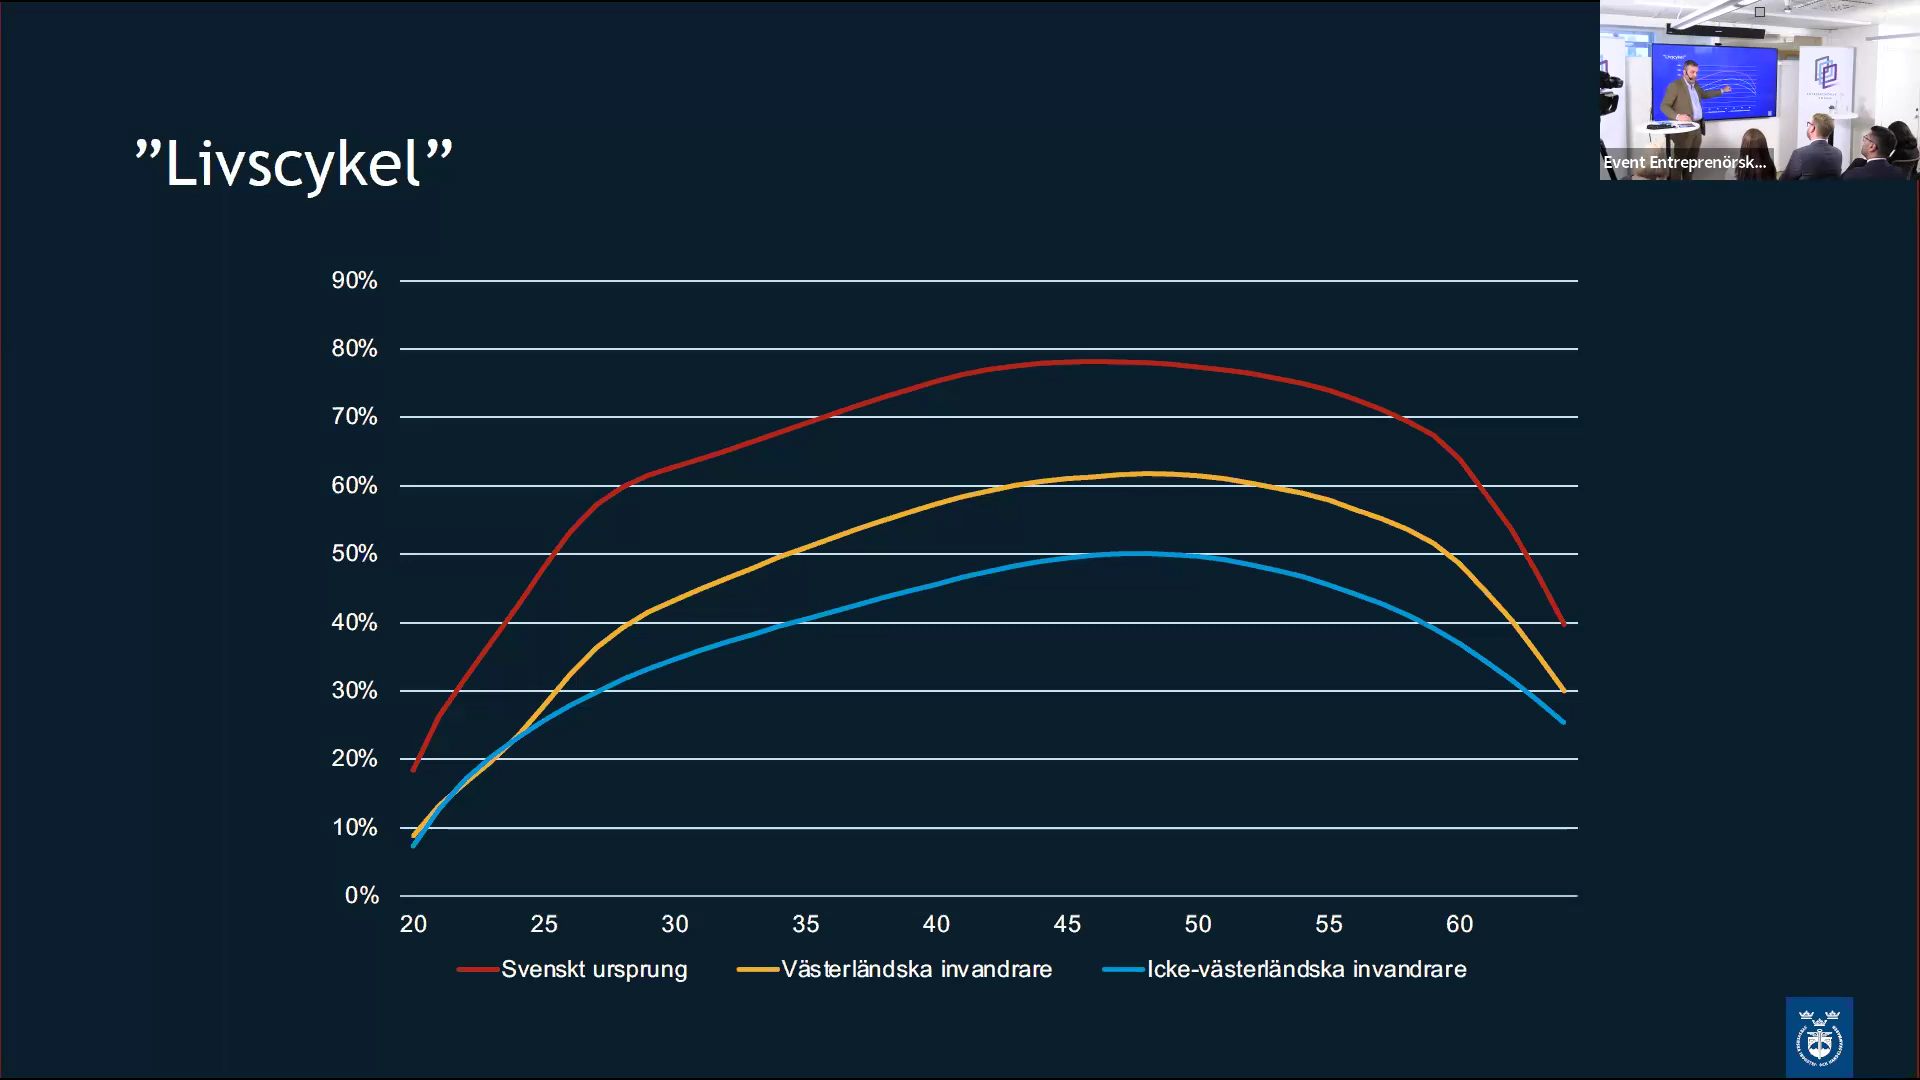 ”Livscykel”
Event Entreprenörsk...
90%
80%
70%
60%
50%
40%
30%
20%
10%
0%
20 25 30 35 40 45 50 55 60
Svenskt ursprung Västerländska invandrare Icke-västerländska invandrare